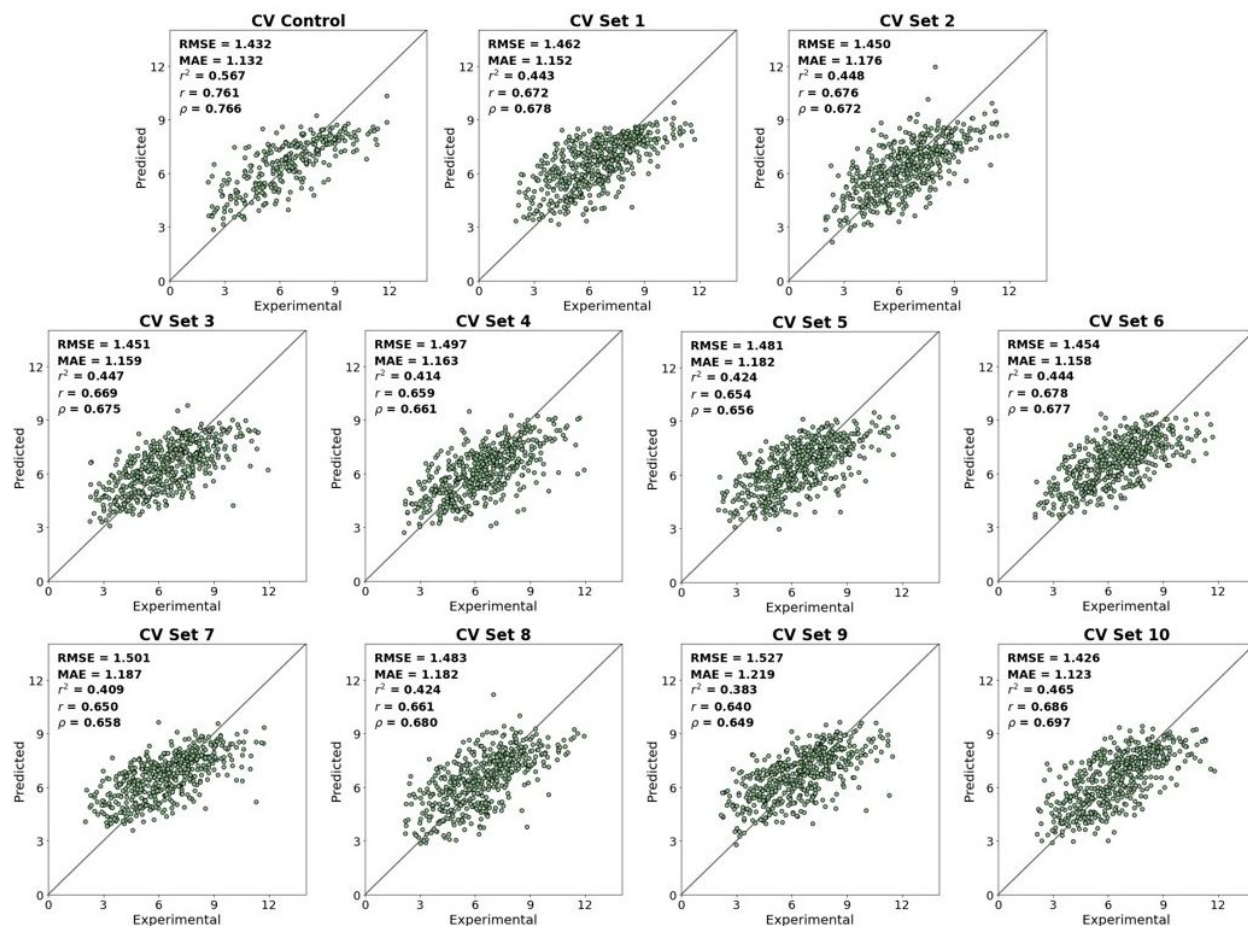 CV Control
RMSE = 1.432
MAE = 1.132
r² = 0.567
r = 0.761
ρ = 0.766
12
9
6
3
0
Predicted
0 3 6 9 12
Experimental
CV Set 1
RMSE = 1.462
MAE = 1.152
r² = 0.443
r = 0.672
ρ = 0.678
12
9
6
3
0
Predicted
0 3 6 9 12
Experimental
CV Set 2
RMSE = 1.450
MAE = 1.176
r² = 0.448
r = 0.676
ρ = 0.672
12
9
6
3
0
Predicted
0 3 6 9 12
Experimental
CV Set 3
RMSE = 1.451
MAE = 1.159
r² = 0.447
r = 0.669
ρ = 0.675
12
9
6
3
0
Predicted
0 3 6 9 12
Experimental
CV Set 4
RMSE = 1.497
MAE = 1.163
r² = 0.414
r = 0.659
ρ = 0.661
12
9
6
3
0
Predicted
0 3 6 9 12
Experimental
CV Set 5
RMSE = 1.481
MAE = 1.182
r² = 0.424
r = 0.654
ρ = 0.656
12
9
6
3
0
Predicted
0 3 6 9 12
Experimental
CV Set 6
RMSE = 1.454
MAE = 1.158
r² = 0.444
r = 0.678
ρ = 0.677
12
9
6
3
0
Predicted
0 3 6 9 12
Experimental
CV Set 7
RMSE = 1.501
MAE = 1.187
r² = 0.409
r = 0.650
ρ = 0.658
12
9
6
3
0
Predicted
0 3 6 9 12
Experimental
CV Set 8
RMSE = 1.483
MAE = 1.182
r² = 0.424
r = 0.661
ρ = 0.680
12
9
6
3
0
Predicted
0 3 6 9 12
Experimental
CV Set 9
RMSE = 1.527
MAE = 1.219
r² = 0.383
r = 0.640
ρ = 0.649
12
9
6
3
0
Predicted
0 3 6 9 12
Experimental
CV Set 10
RMSE = 1.426
MAE = 1.123
r² = 0.465
r = 0.686
ρ = 0.697
12
9
6
3
0
Predicted
0 3 6 9 12
Experimental